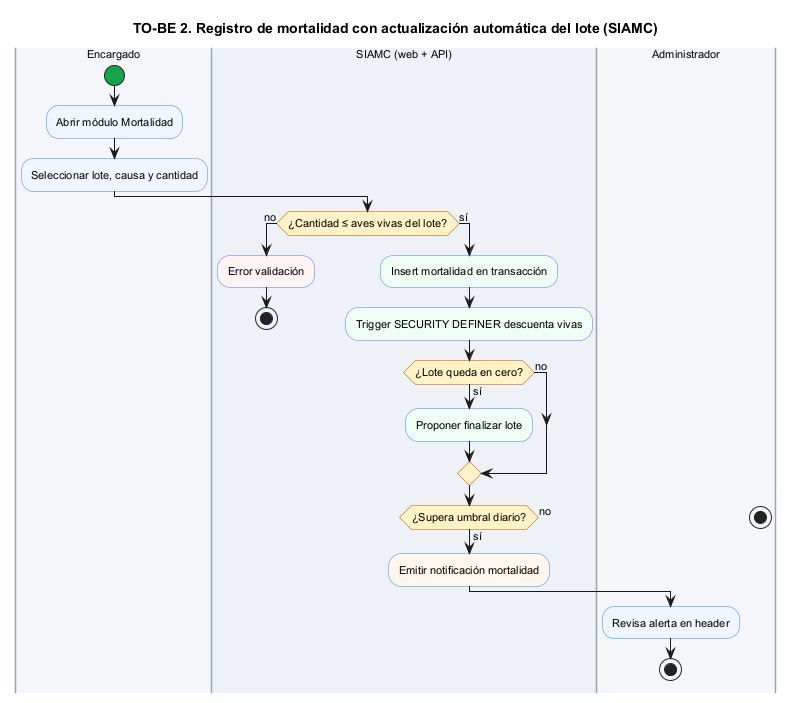 TO-BE 2. Registro de mortalidad con actualización automática del lote (SIAMC)
Encargado
SIAMC (web + API)
Administrador
Abrir módulo Mortalidad
Seleccionar lote, causa y cantidad
no
¿Cantidad ≤ aves vivas del lote?
sí
Error validación
Insert mortalidad en transacción
Trigger SECURITY DEFINER descuenta vivas
¿Lote queda en cero?
no
sí
Proponer finalizar lote
¿Supera umbral diario?
no
sí
Emitir notificación mortalidad
Revisa alerta en header